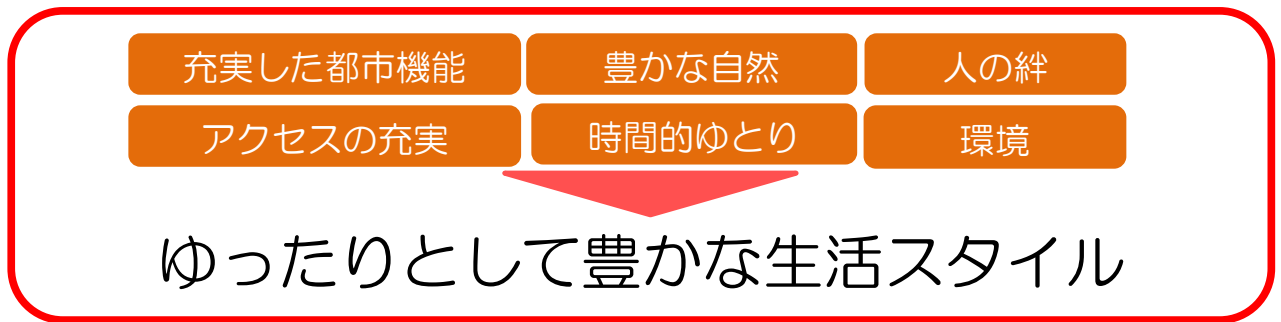 充実した都市機能 豊かな自然 人の絆
アクセスの充実 時間的ゆとり 環境
ゆったりとして豊かな生活スタイル